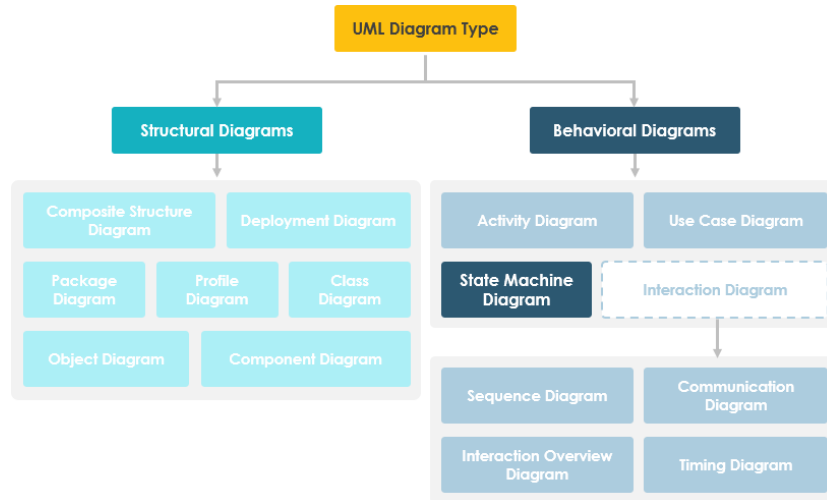 UML Diagram Type
Structural Diagrams
Behavioral Diagrams
Composite Structure
Diagram
Deployment Diagram
Package
Diagram
Profile
Diagram
Class
Diagram
Object Diagram
Component Diagram
Activity Diagram
Use Case Diagram
State Machine
Diagram
Interaction Diagram
Sequence Diagram
Communication
Diagram
Interaction Overview
Diagram
Timing Diagram